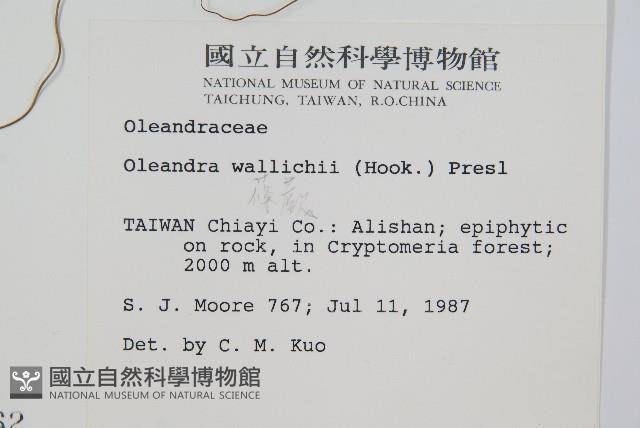 國立自然科學博物館
NATIONAL MUSEUM OF NATURAL SCIENCE
TAICHUNG, TAIWAN, R.O.CHINA
Oleandraceae
Oleandra wallichii (Hook.) Presl
蓧蕨
TAIWAN Chiayi Co.: Alishan; epiphytic
on rock, in Cryptomeria forest;
2000 m alt.
S. J. Moore 767; Jul 11, 1987
Det. by C. M. Kuo
國立自然科學博物館
NATIONAL MUSEUM OF NATURAL SCIENCE